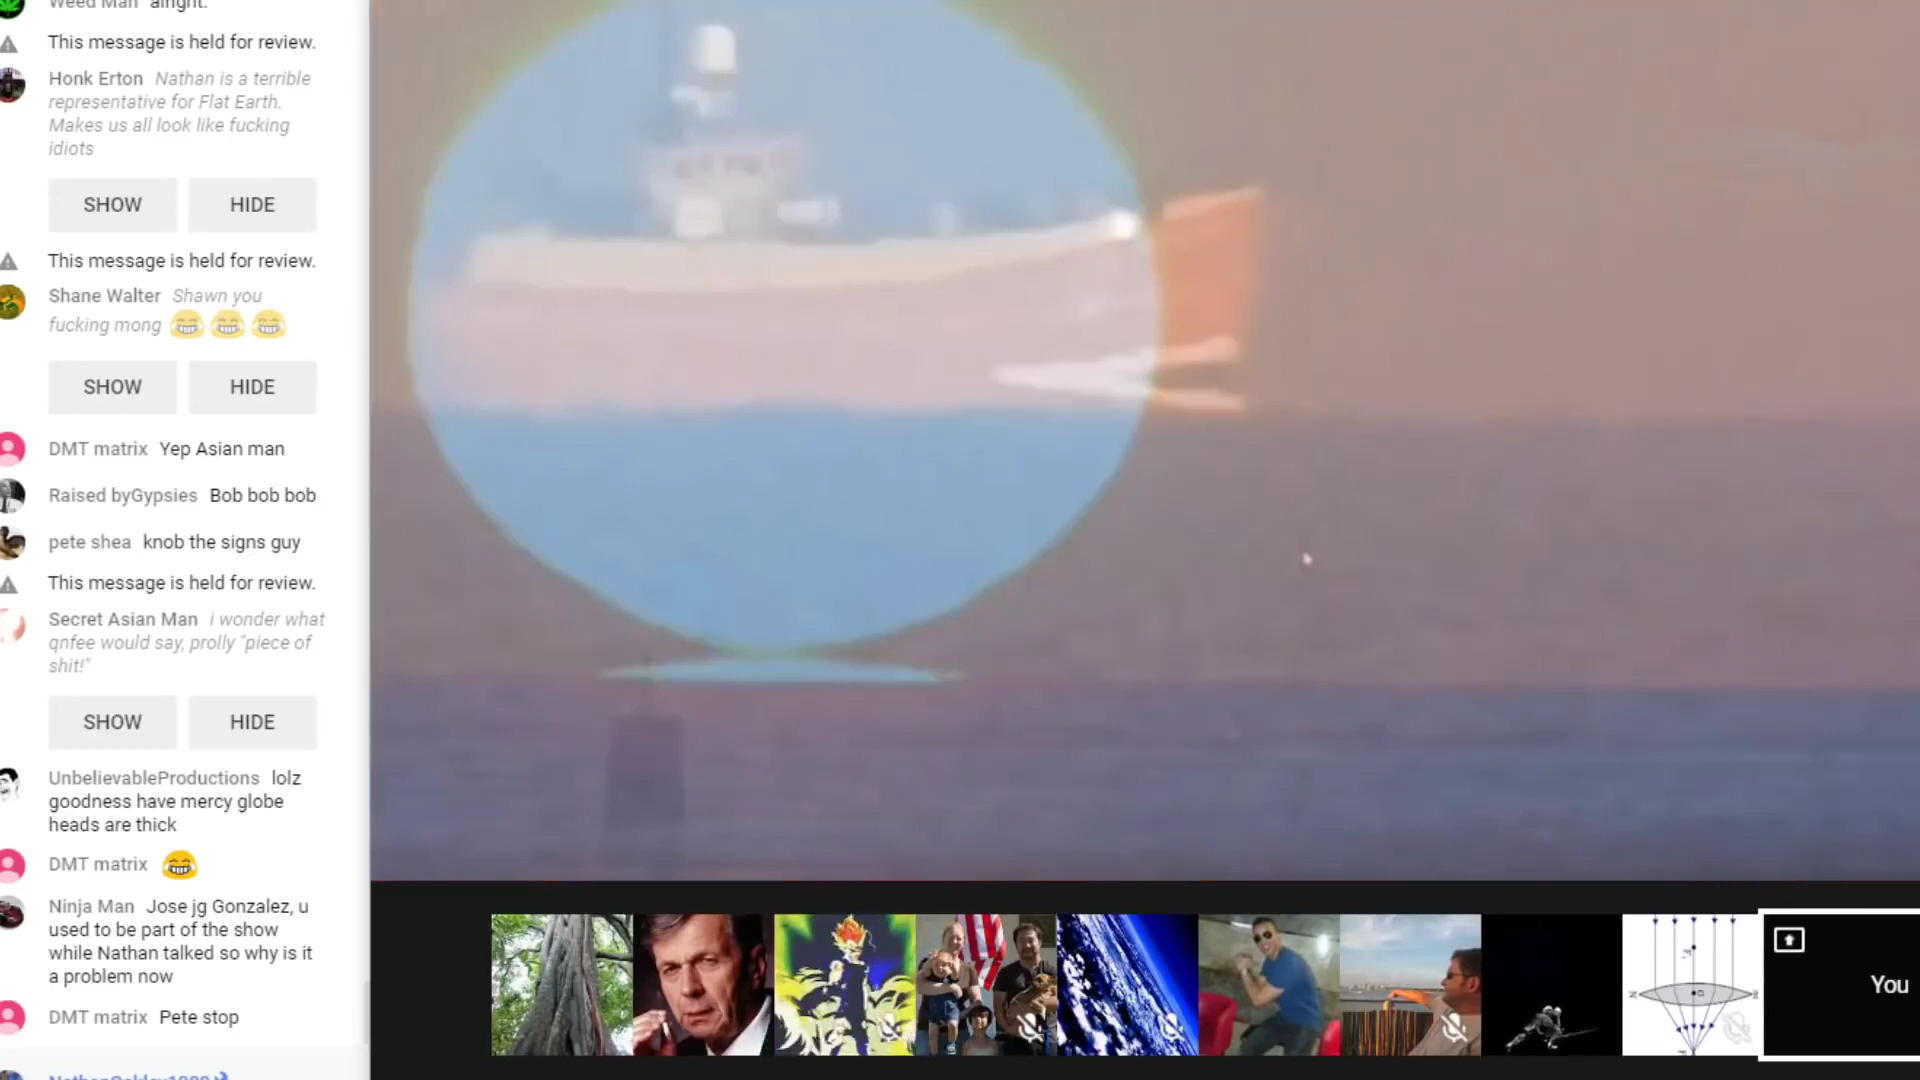 Weed Man alright.
This message is held for review.
Honk Erton Nathan is a terrible
representative for Flat Earth.
Makes us all look like fucking
idiots
SHOW HIDE
This message is held for review.
Shane Walter Shawn you
fucking mong 😂 😂 😂
SHOW HIDE
DMT matrix Yep Asian man
Raised byGypsies Bob bob bob
pete shea knob the signs guy
This message is held for review.
Secret Asian Man i wonder what
qnfee would say, prolly "piece of
shit!"
SHOW HIDE
UnbelievableProductions lolz
goodness have mercy globe
heads are thick
DMT matrix 😂
Ninja Man Jose jg Gonzalez, u
used to be part of the show
while Nathan talked so why is it
a problem now
DMT matrix Pete stop
You